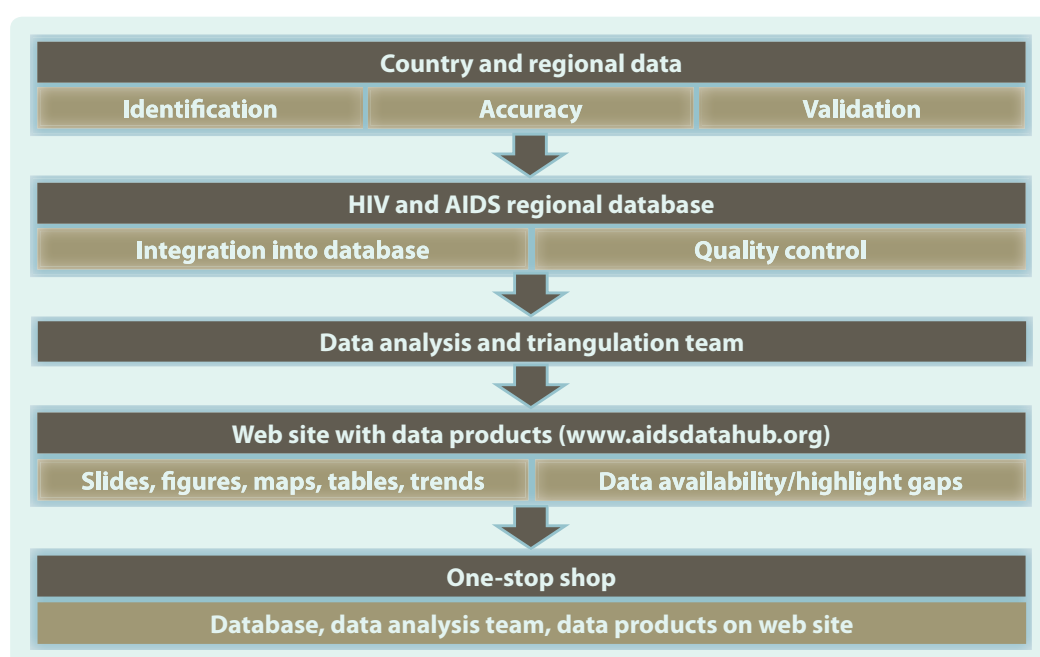 Country and regional data
Identification
Accuracy
Validation
HIV and AIDS regional database
Integration into database
Quality control
Data analysis and triangulation team
Web site with data products (www.aidsdatahub.org)
Slides, figures, maps, tables, trends
Data availability/highlight gaps
One-stop shop
Database, data analysis team, data products on web site